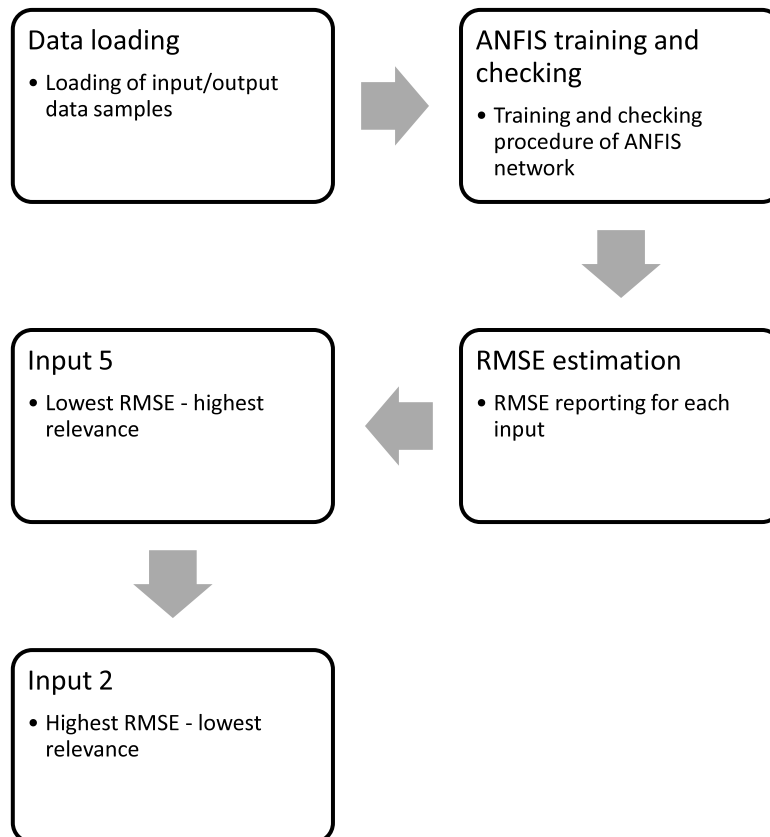 Data loading
• Loading of input/output
data samples
ANFIS training and
checking
• Training and checking
procedure of ANFIS
network
RMSE estimation
• RMSE reporting for each
input
Input 5
• Lowest RMSE - highest
relevance
Input 2
• Highest RMSE - lowest
relevance